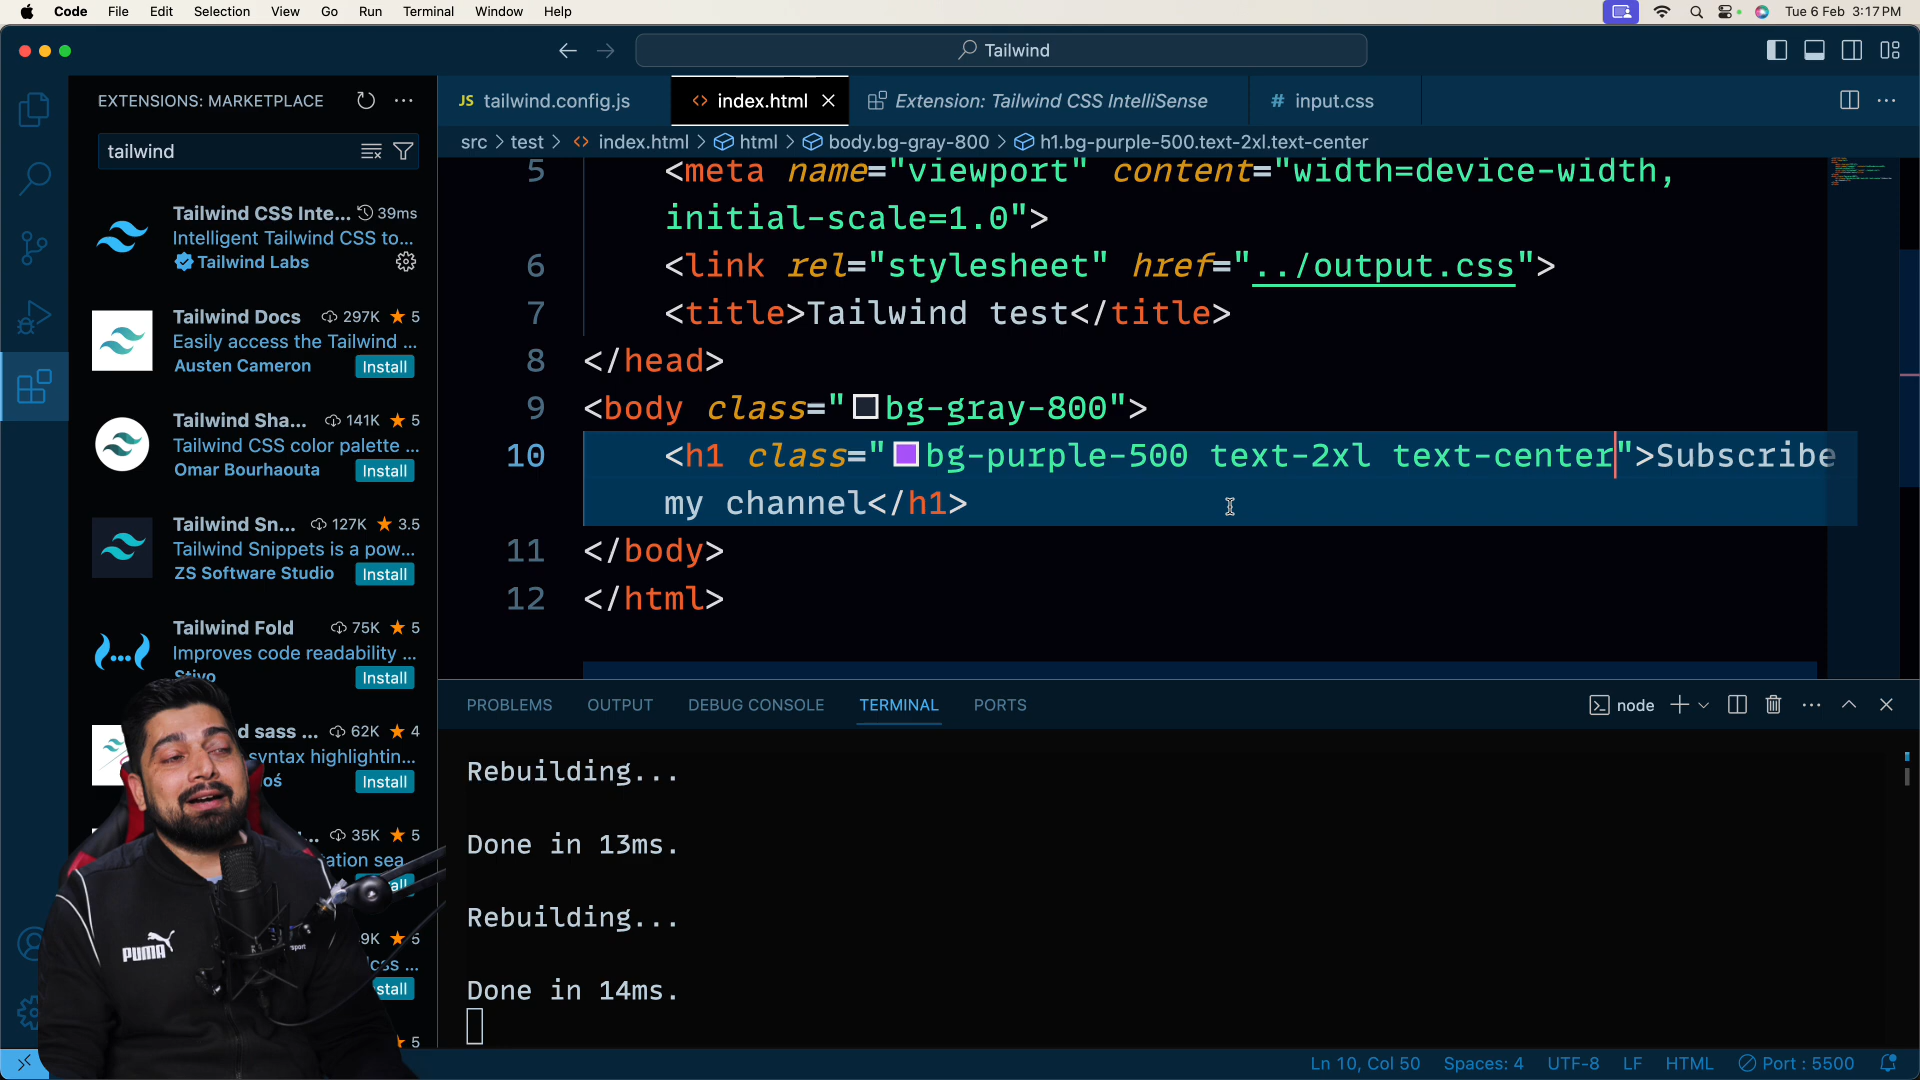 Code File Edit Selection View Go Run Terminal Window Help
Tue 6 Feb 3:17 PM
Tailwind
EXTENSIONS: MARKETPLACE
tailwind
Tailwind CSS Inte... 39ms
Intelligent Tailwind CSS to...
Tailwind Labs
Tailwind Docs 297K 5
Easily access the Tailwind ...
Austen Cameron Install
Tailwind Sha... 141K 5
Tailwind CSS color palette ...
Omar Bourhaouta Install
Tailwind Sn... 127K 3.5
Tailwind Snippets is a pow...
ZS Software Studio Install
Tailwind Fold 75K 5
Improves code readability ...
Stivo Install
d sass ... 62K 4
syntax highlightin...
oś Install
... 35K 5
tation sea
all
9K 5
css ...
stall
5
PUMA
JS tailwind.config.js
<> index.html
Extension: Tailwind CSS IntelliSense
# input.css
src > test > <> index.html > html > body.bg-gray-800 > h1.bg-purple-500.text-2xl.text-center
5 <meta name="viewport" content="width=device-width,
initial-scale=1.0">
6 <link rel="stylesheet" href="../output.css">
7 <title>Tailwind test</title>
8 </head>
9 <body class="bg-gray-800">
10 <h1 class="bg-purple-500 text-2xl text-center">Subscribe
my channel</h1>
11 </body>
12 </html>
PROBLEMS OUTPUT DEBUG CONSOLE TERMINAL PORTS
node
Rebuilding...
Done in 13ms.
Rebuilding...
Done in 14ms.
Ln 10, Col 50 Spaces: 4 UTF-8 LF HTML Port : 5500